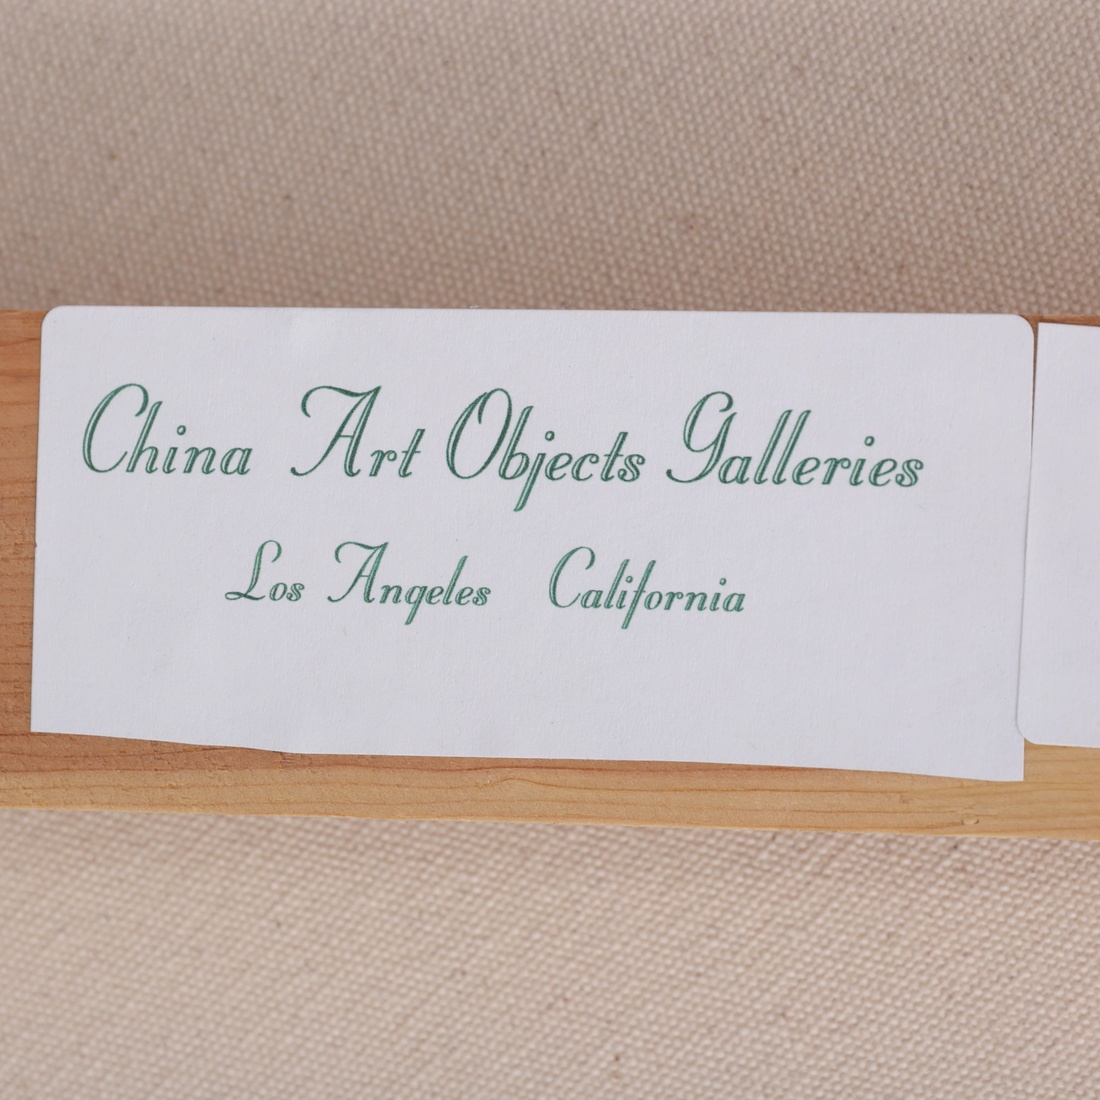 China Art Objects Galleries
Los Angeles California